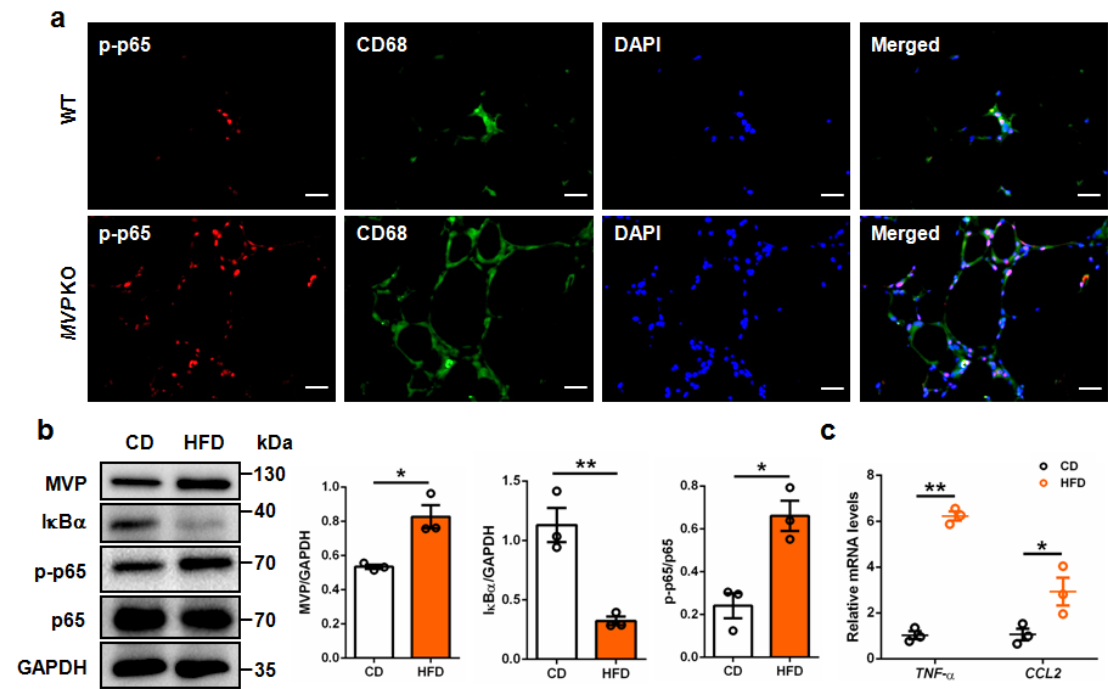 a
p-p65 CD68 DAPI Merged
WT
p-p65 CD68 DAPI Merged
MVP KO
b
CD HFD kDa
MVP 130
IκBα 40
p-p65 70
p65 70
GAPDH 35
*
MVP/GAPDH
1.0
0.8
0.6
0.4
0.2
0.0
CD HFD
**
IκBα/GAPDH
1.5
1.0
0.5
0.0
CD HFD
*
p-p65/p65
0.8
0.6
0.4
0.2
0.0
CD HFD
c
CD
HFD
Relative mRNA levels
8
6
4
2
0
**
*
TNF-α CCL2